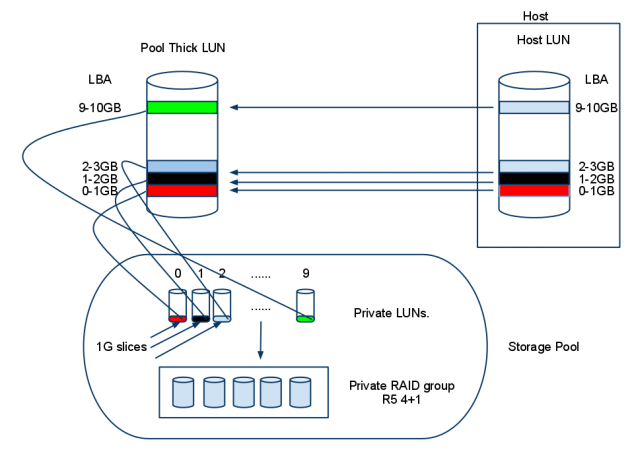 Host
Pool Thick LUN
Host LUN
LBA
LBA
9-10GB
9-10GB
2-3GB
2-3GB
1-2GB
1-2GB
0-1GB
0-1GB
0 1 2 ...... 9
......
Private LUNs.
1G slices
Storage Pool
Private RAID group
R5 4+1